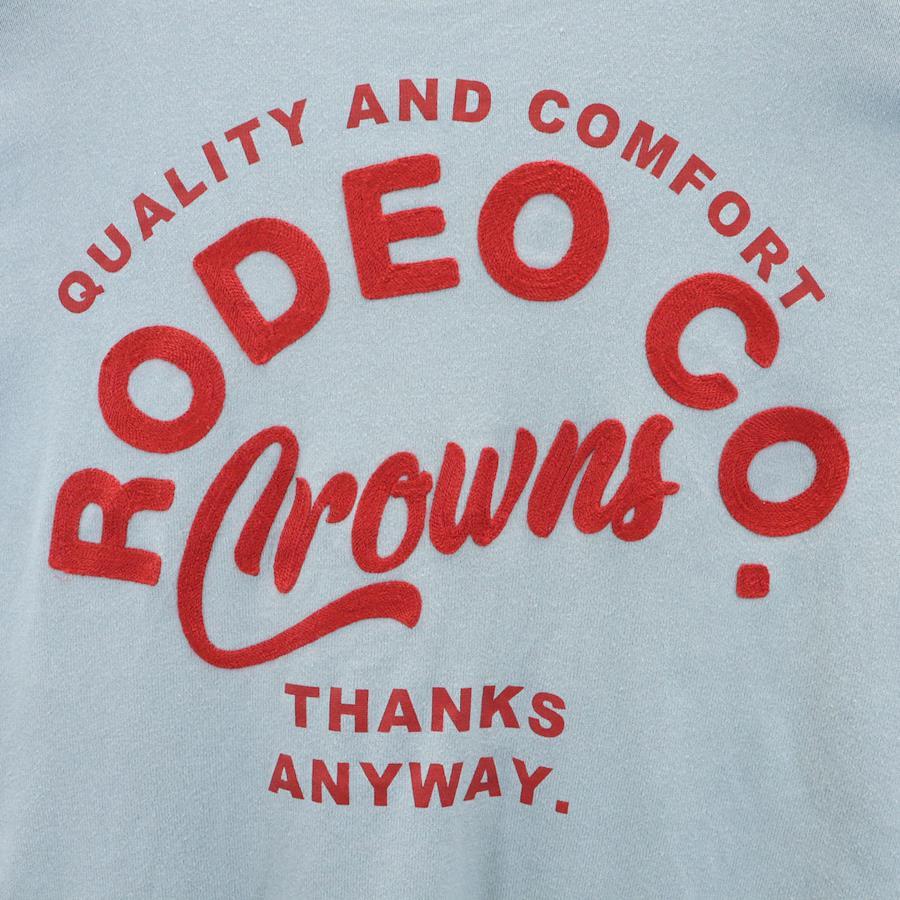 QUALITY AND COMFORT
RODEO CO.
Crowns
THANKS
ANYWAY.